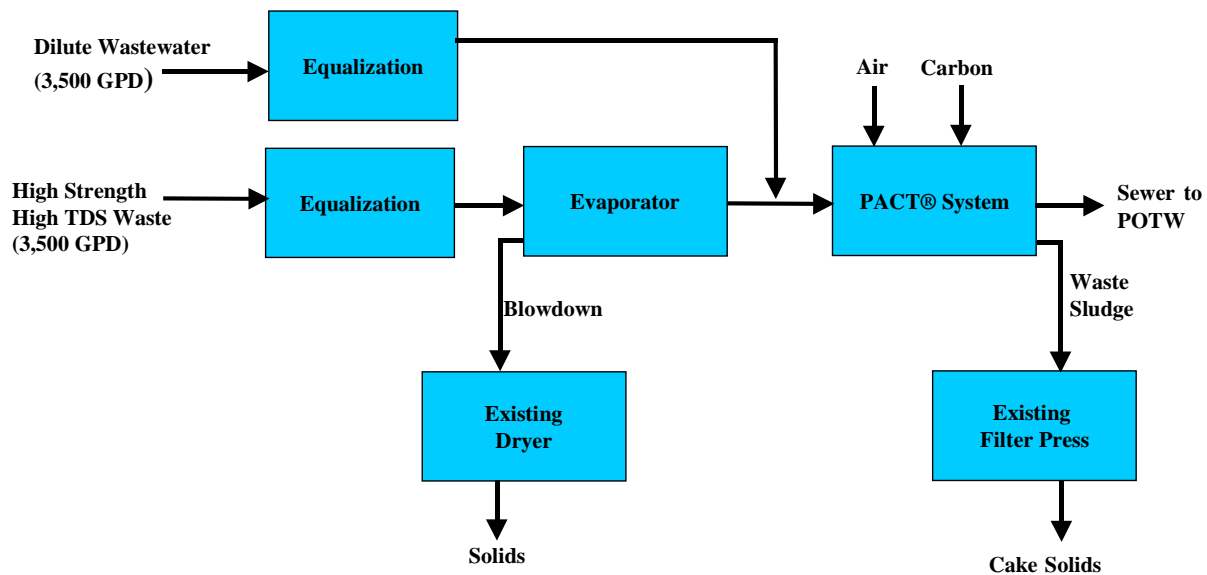 Dilute Wastewater
(3,500 GPD)
Equalization
Air
Carbon
High Strength
High TDS Waste
(3,500 GPD)
Equalization
Evaporator
PACT® System
Sewer to
POTW
Blowdown
Waste
Sludge
Existing
Dryer
Existing
Filter Press
Solids
Cake Solids